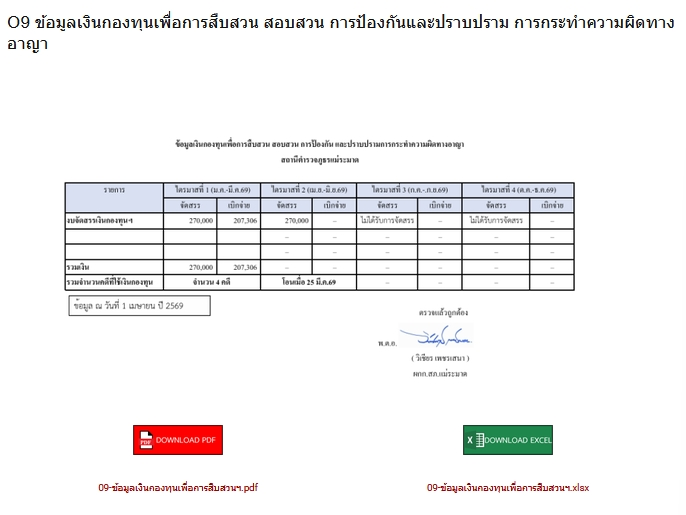 O9 ข้อมูลเงินกองทุนเพื่อการสืบสวน สอบสวน การป้องกันและปราบปราม การกระทำความผิดทาง
อาญา
ข้อมูลเงินกองทุนเพื่อการสืบสวน สอบสวน การป้องกัน และปราบปรามการกระทำความผิดทางอาญา
สถานีตำรวจภูธรแม่ระมาด
รายการ ไตรมาสที่ 1 (ม.ค.-มี.ค.69) ไตรมาสที่ 2 (เม.ย.-มิ.ย.69) ไตรมาสที่ 3 (ก.ค.-.ก.ย.69) ไตรมาสที่ 4 (ต.ค.-ธ.ค.69)
จัดสรร เบิกจ่าย จัดสรร เบิกจ่าย จัดสรร เบิกจ่าย จัดสรร เบิกจ่าย
งบจัดสรรเงินกองทุนฯ 270,000 207,306 270,000 – ไม่ได้รับการจัดสรร – ไม่ได้รับการจัดสรร –
– – – – – –
– – – – – –
รวมเงิน 270,000 207,306 – – – – – –
รวมจำนวนคดีที่ใช้เงินกองทุน จำนวน 4 คดี โอนเมื่อ 25 มี.ค.69 – – – –
ข้อมูล ณ วันที่ 1 เมษายน ปี 2569
ตรวจแล้วถูกต้อง
พ.ต.อ.
( วิเชียร เพชรเสนา )
ผกก.สภ.แม่ระมาด
DOWNLOAD PDF DOWNLOAD EXCEL
O9-ข้อมูลเงินกองทุนเพื่อการสืบสวนฯ.pdf O9-ข้อมูลเงินกองทุนเพื่อการสืบสวนฯ.xlsx